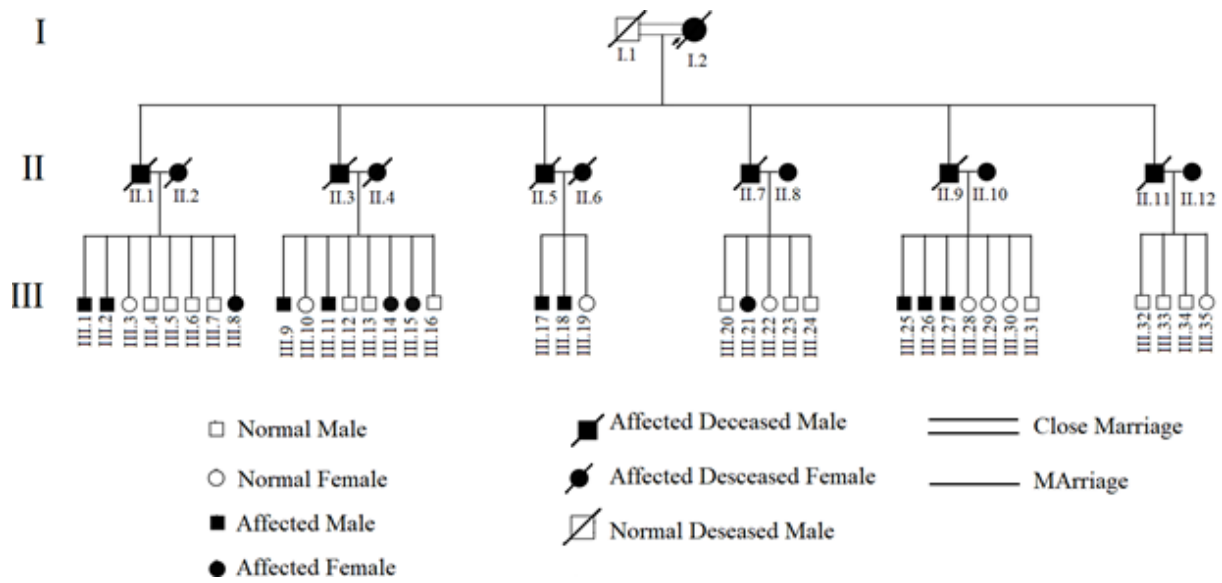 I
I.1
I.2
II
II.1 II.2 II.3 II.4 II.5 II.6 II.7 II.8 II.9 II.10 II.11 II.12
III
III.1 III.2 III.3 III.4 III.5 III.6 III.7 III.8 III.9 III.10 III.11 III.12 III.13 III.14 III.15 III.16 III.17 III.18 III.19 III.20 III.21 III.22 III.23 III.24 III.25 III.26 III.27 III.28 III.29 III.30 III.31 III.32 III.33 III.34 III.35
Normal Male
Normal Female
Affected Male
Affected Female
Affected Deceased Male
Affected Desceased Female
Normal Deseased Male
Close Marriage
MArriage